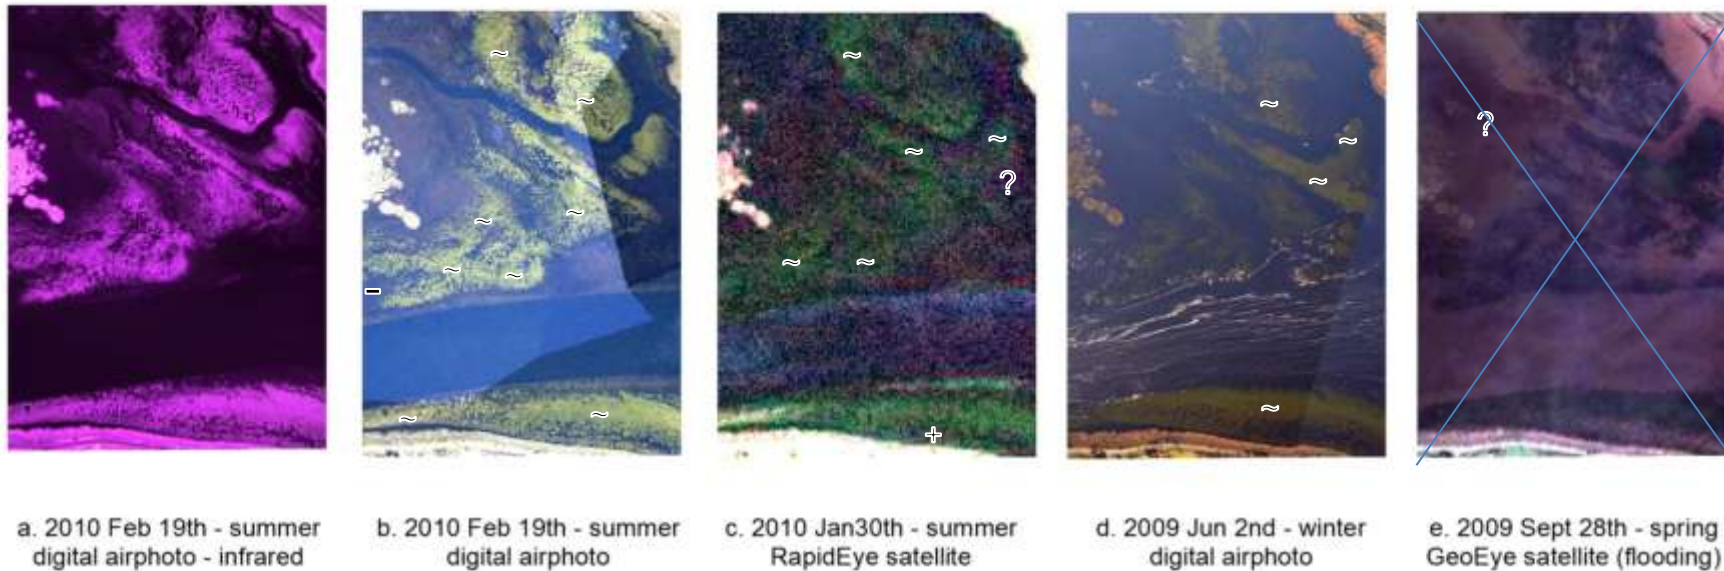 ~
~
~
~
~
~
~
~
-
~
~
~
~
~
?
~
~
+
~
~
~
~
?
a. 2010 Feb 19th - summer
digital airphoto - infrared
b. 2010 Feb 19th - summer
digital airphoto
c. 2010 Jan30th - summer
RapidEye satellite
d. 2009 Jun 2nd - winter
digital airphoto
e. 2009 Sept 28th - spring
GeoEye satellite (flooding)